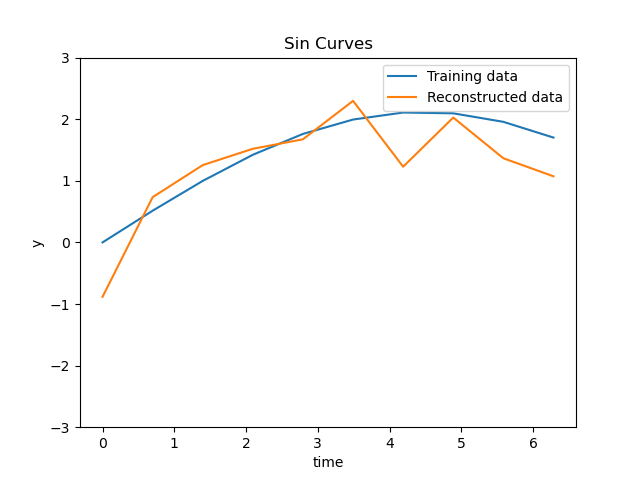 Sin Curves
Training data
Reconstructed data
3
2
1
0
−1
−2
−3
y
0 1 2 3 4 5 6
time